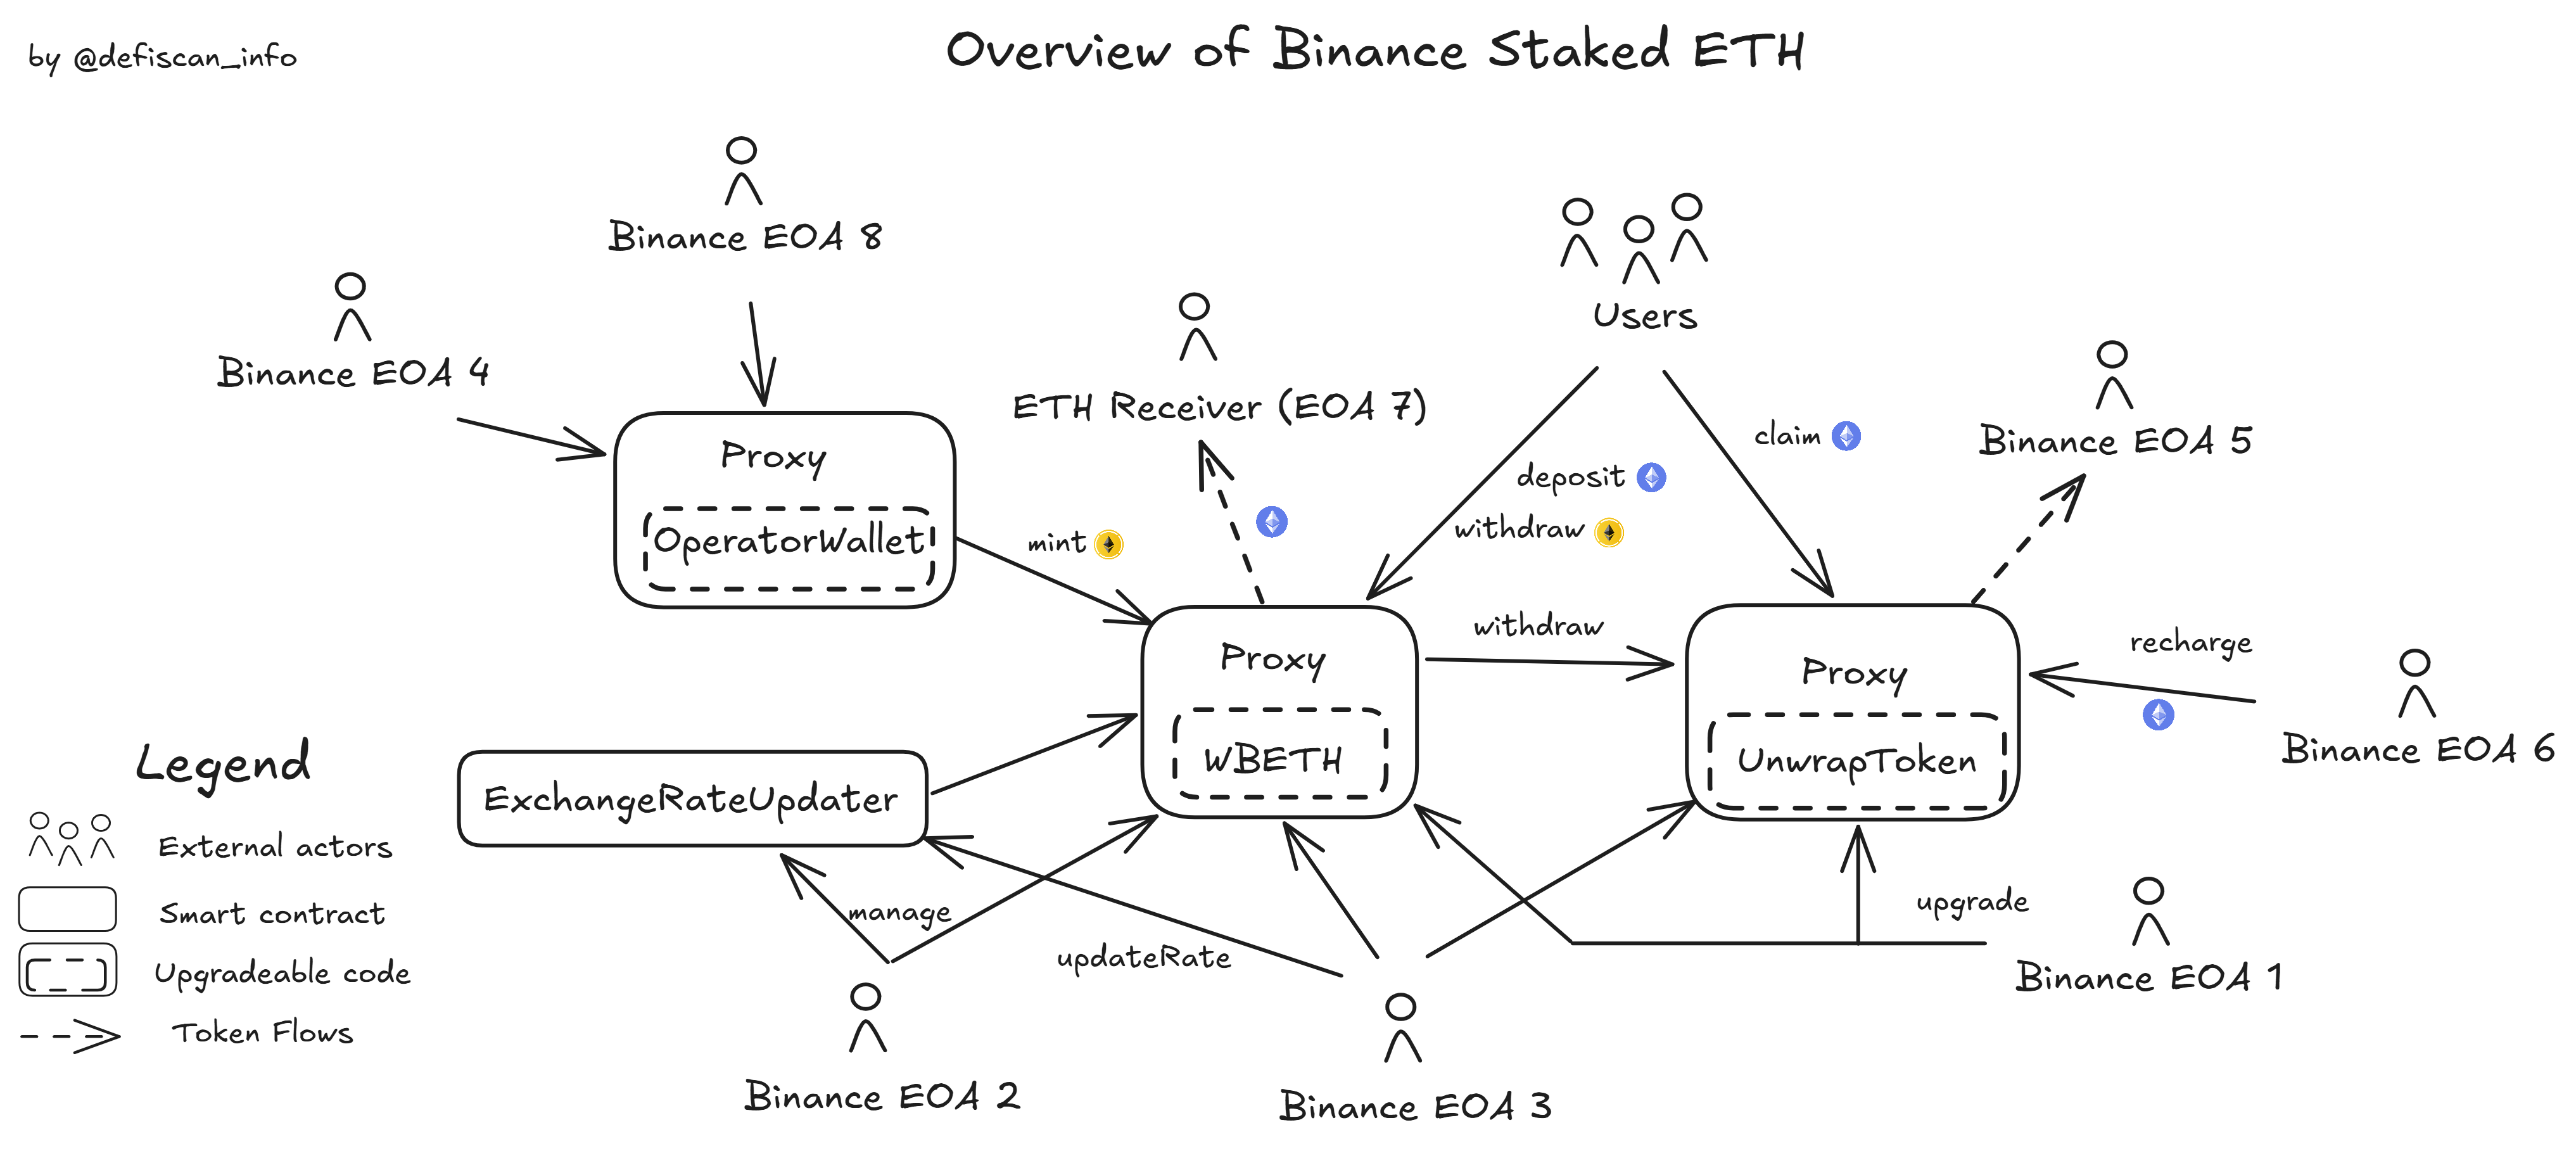 by @defiscan_info
Overview of Binance Staked ETH
Binance EOA 8
Binance EOA 4
Users
ETH Receiver (EOA 7)
Binance EOA 5
claim
deposit
withdraw
Proxy
OperatorWallet
mint
withdraw
recharge
Proxy
WBETH
Proxy
UnwrapToken
Binance EOA 6
ExchangeRateUpdater
manage
updateRate
upgrade
Binance EOA 1
Binance EOA 2
Binance EOA 3
Legend
External actors
Smart contract
Upgradeable code
Token Flows